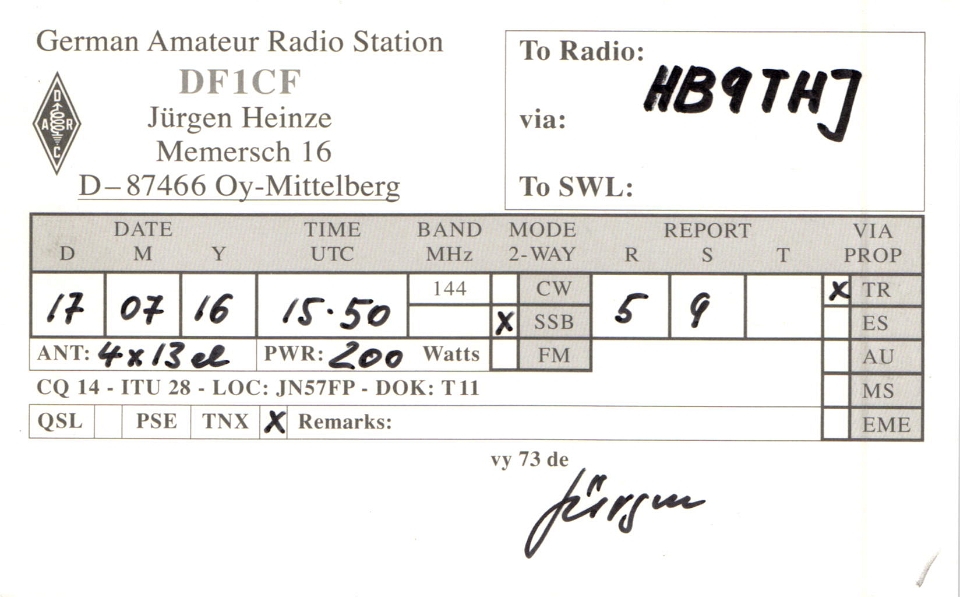 German Amateur Radio Station
DF1CF
Jürgen Heinze
Memersch 16
D–87466 Oy-Mittelberg
D A R C
To Radio: HB9THJ
via:
To SWL:
DATE TIME BAND MODE REPORT VIA
D M Y UTC MHz 2-WAY R S T PROP
17 07 16 15.50 144 CW 5 9 X TR
X SSB ES
ANT: 4x13 el PWR: 200 Watts FM AU
CQ 14 - ITU 28 - LOC: JN57FP - DOK: T11 MS
QSL PSE TNX X Remarks: EME
vy 73 de
Jürgen